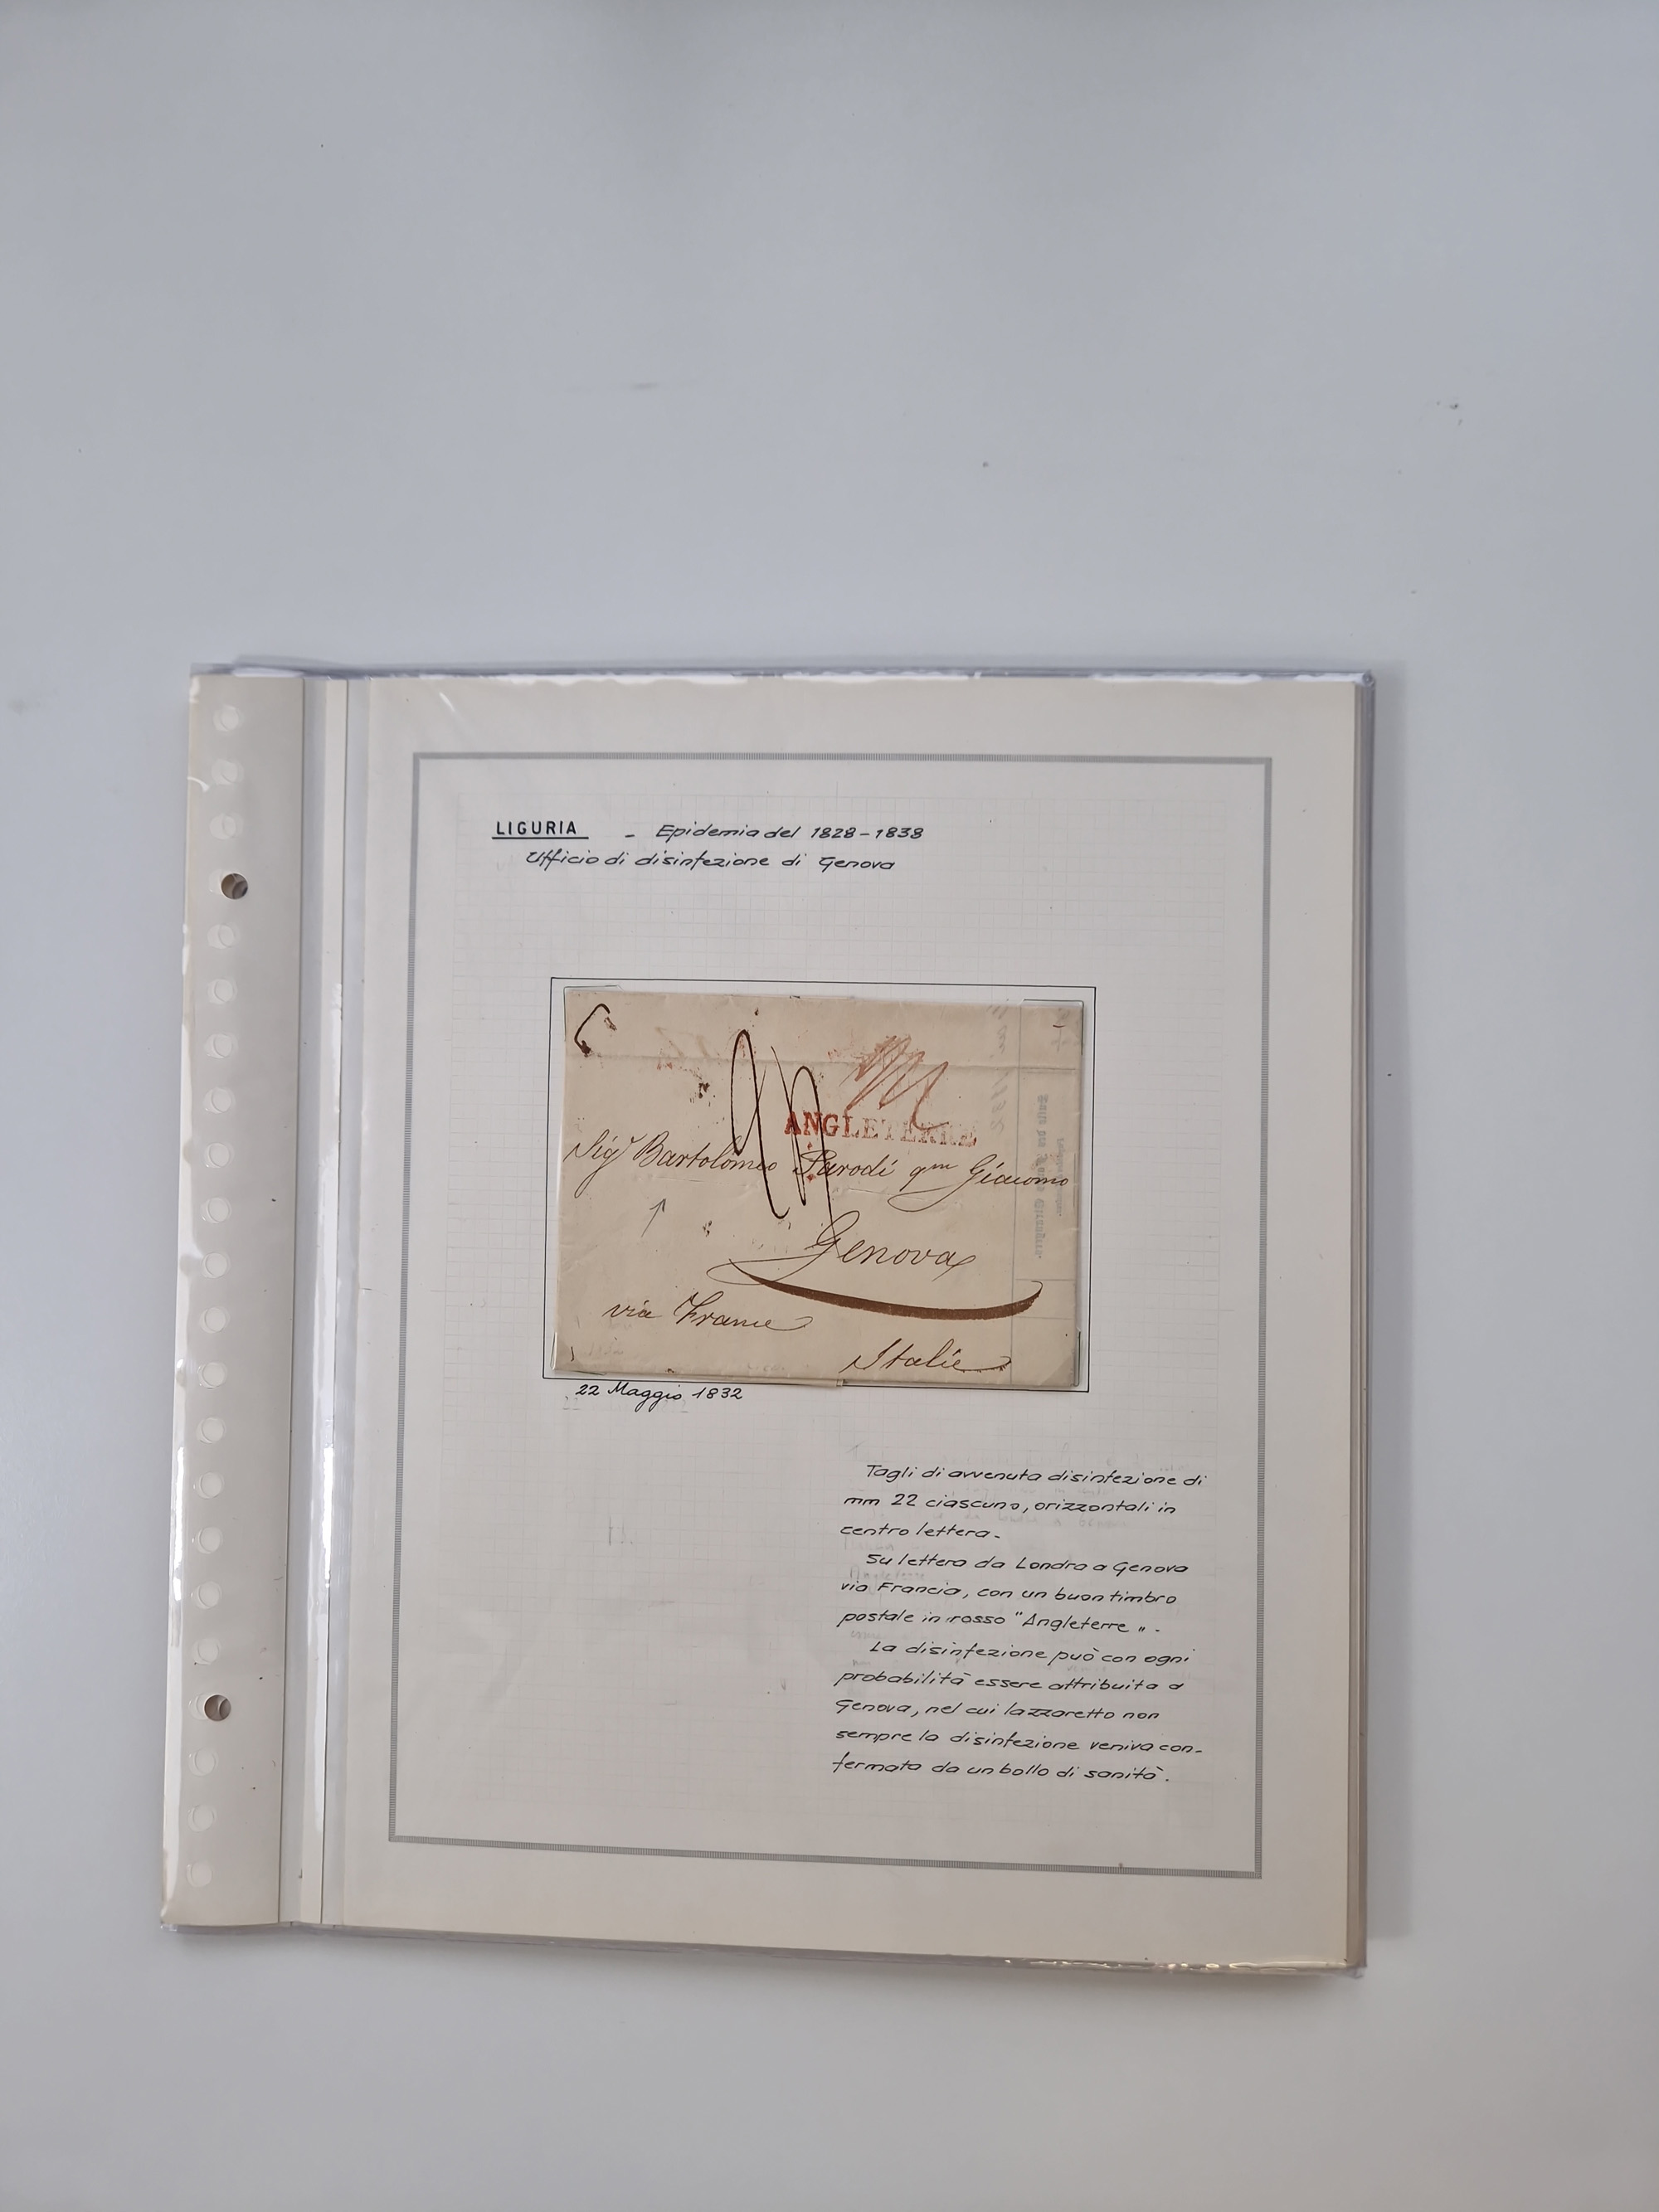 LIGURIA - Epidemia del 1828-1838
Ufficio di disinfezione di Genova
ANGLETERRE
Sigr Bartolomeo Parodi qm Giacomo
Genova
via France
Italie
22 Maggio 1832
Tagli di avvenuta disinfezione di
mm 22 ciascuno, orizzontali in
centro lettera.
Su lettera da Londra a Genova
via Francia, con un buon timbro
postale in rosso "Angleterre".
La disinfezione può con ogni
probabilità essere attribuita a
Genova, nel cui lazzaretto non
sempre la disinfezione veniva con-
fermata da un bollo di sanità.